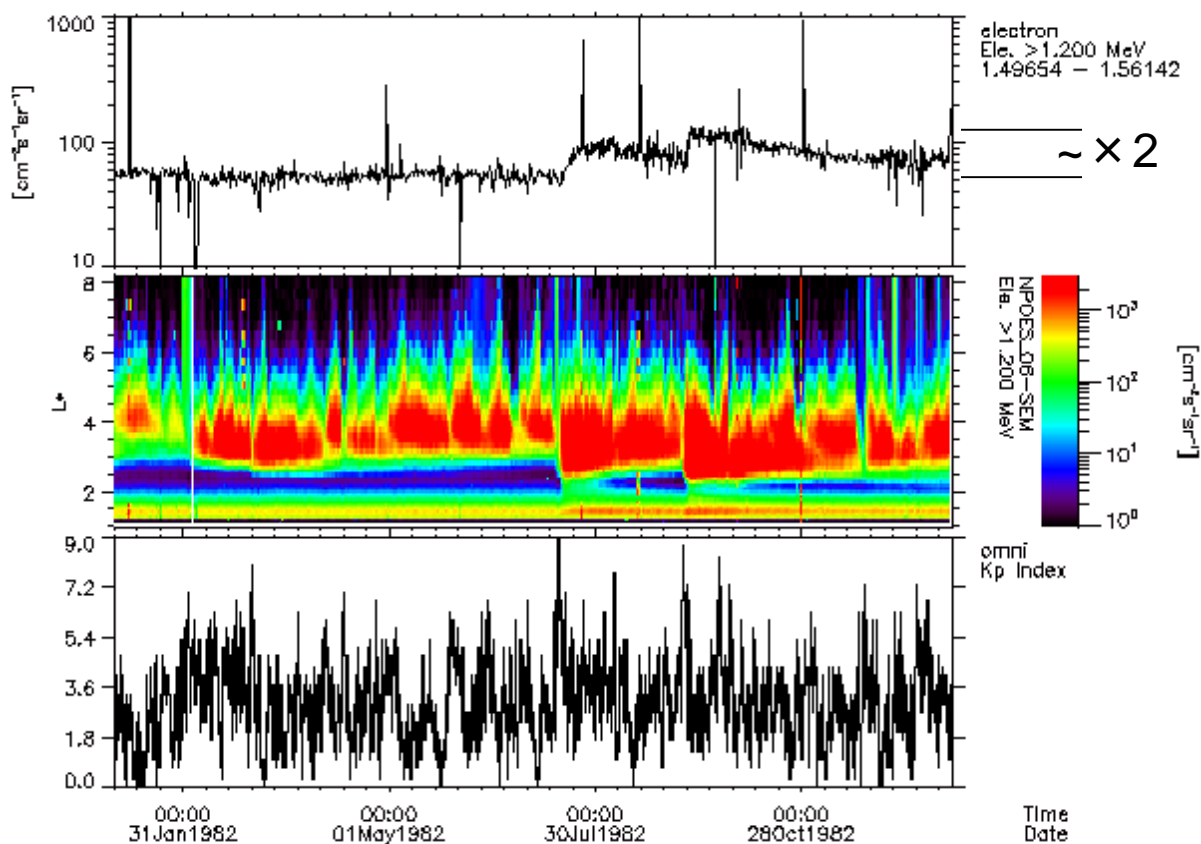 1000
100
10
[cm⁻²s⁻¹sr⁻¹]
electron
Ele. >1.200 MeV
1.49654 – 1.56142
~ × 2
8
6
4
2
L*
NPOES_06-SEM
Ele. >1.200 MeV
10³
10²
10¹
10⁰
[cm⁻²s⁻¹sr⁻¹]
9.0
7.2
5.4
3.6
1.8
0.0
omni
Kp Index
00:00 00:00 00:00 00:00 Time
31Jan1982 01May1982 30Jul1982 28Oct1982 Date